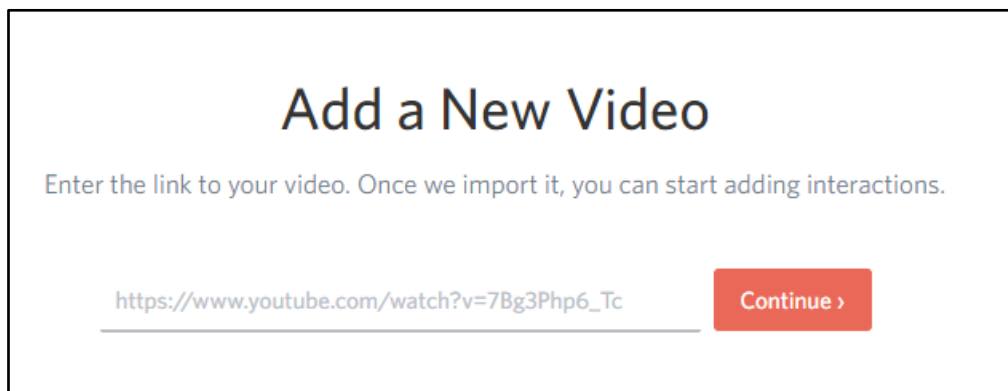 Add a New Video
Enter the link to your video. Once we import it, you can start adding interactions.
https://www.youtube.com/watch?v=7Bg3Php6_Tc
Continue ›